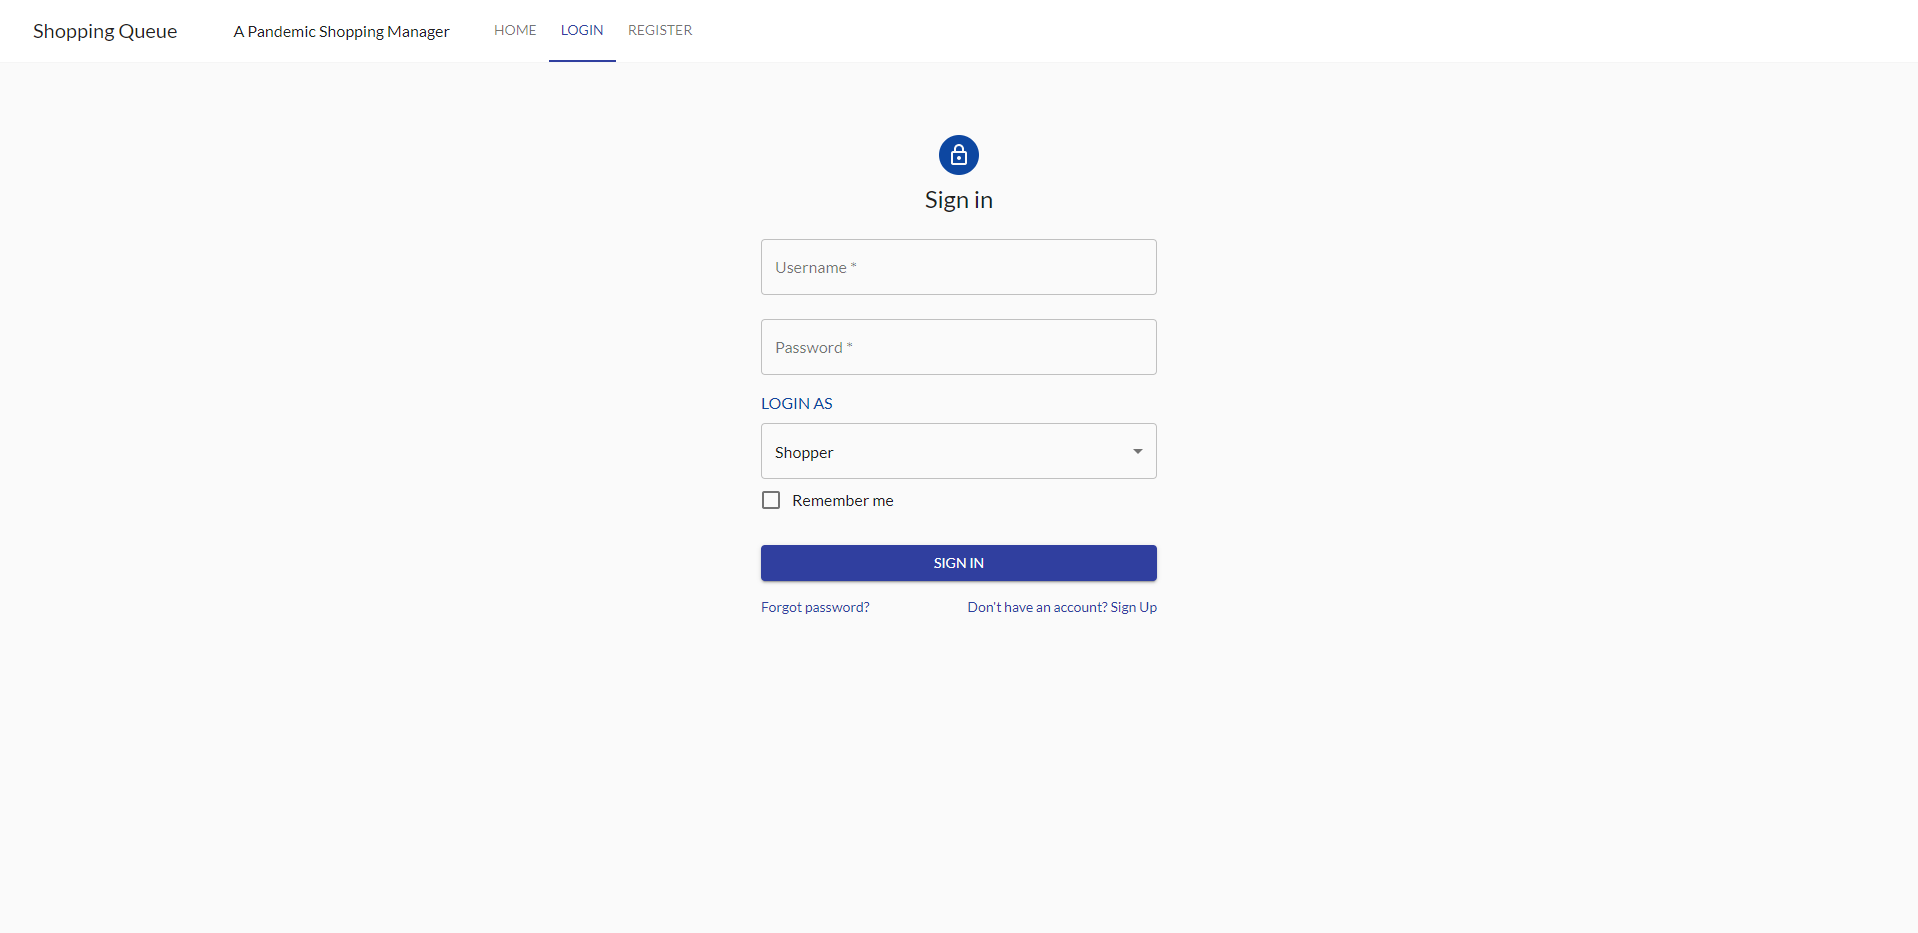 Shopping Queue A Pandemic Shopping Manager HOME LOGIN REGISTER
Sign in
Username *
Password *
LOGIN AS
Shopper
Remember me
SIGN IN
Forgot password? Don't have an account? Sign Up